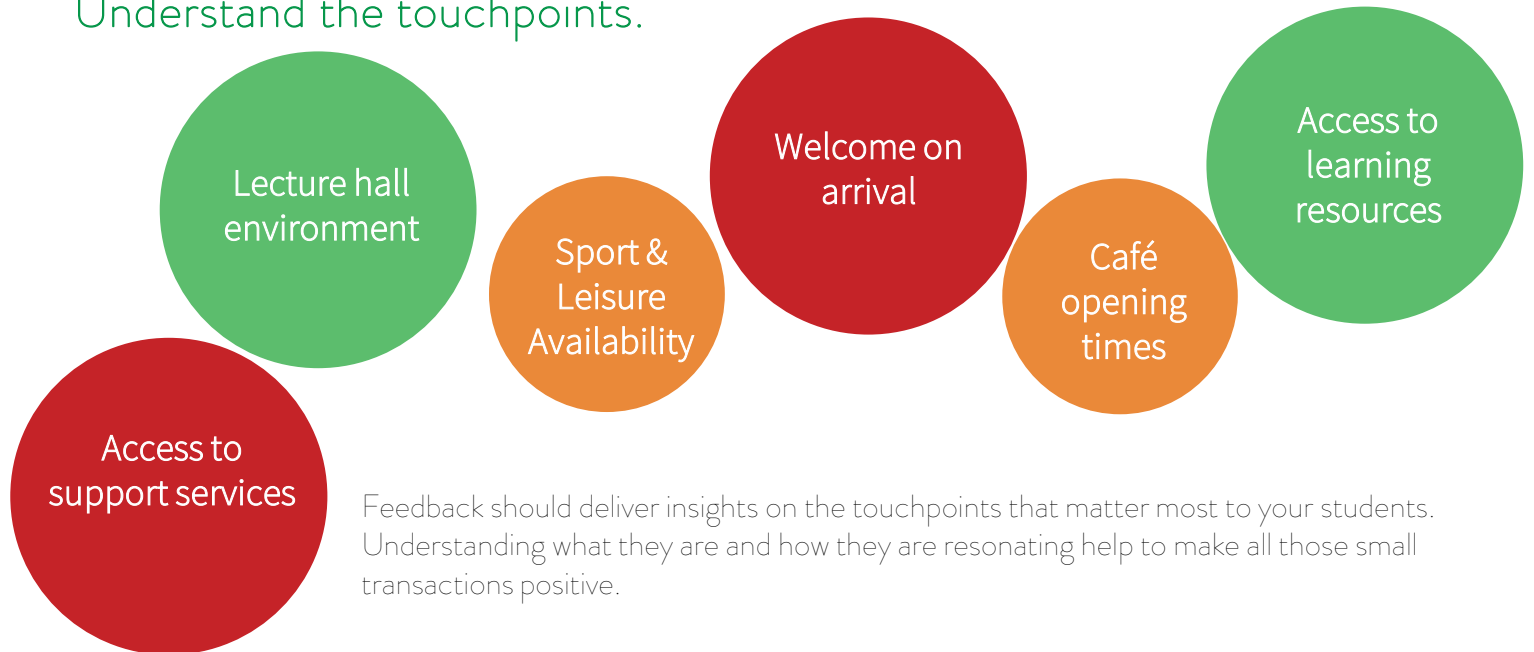 Understand the touchpoints.
Lecture hall
environment
Sport &
Leisure
Availability
Welcome on
arrival
Café
opening
times
Access to
learning
resources
Access to
support services
Feedback should deliver insights on the touchpoints that matter most to your students.
Understanding what they are and how they are resonating help to make all those small
transactions positive.